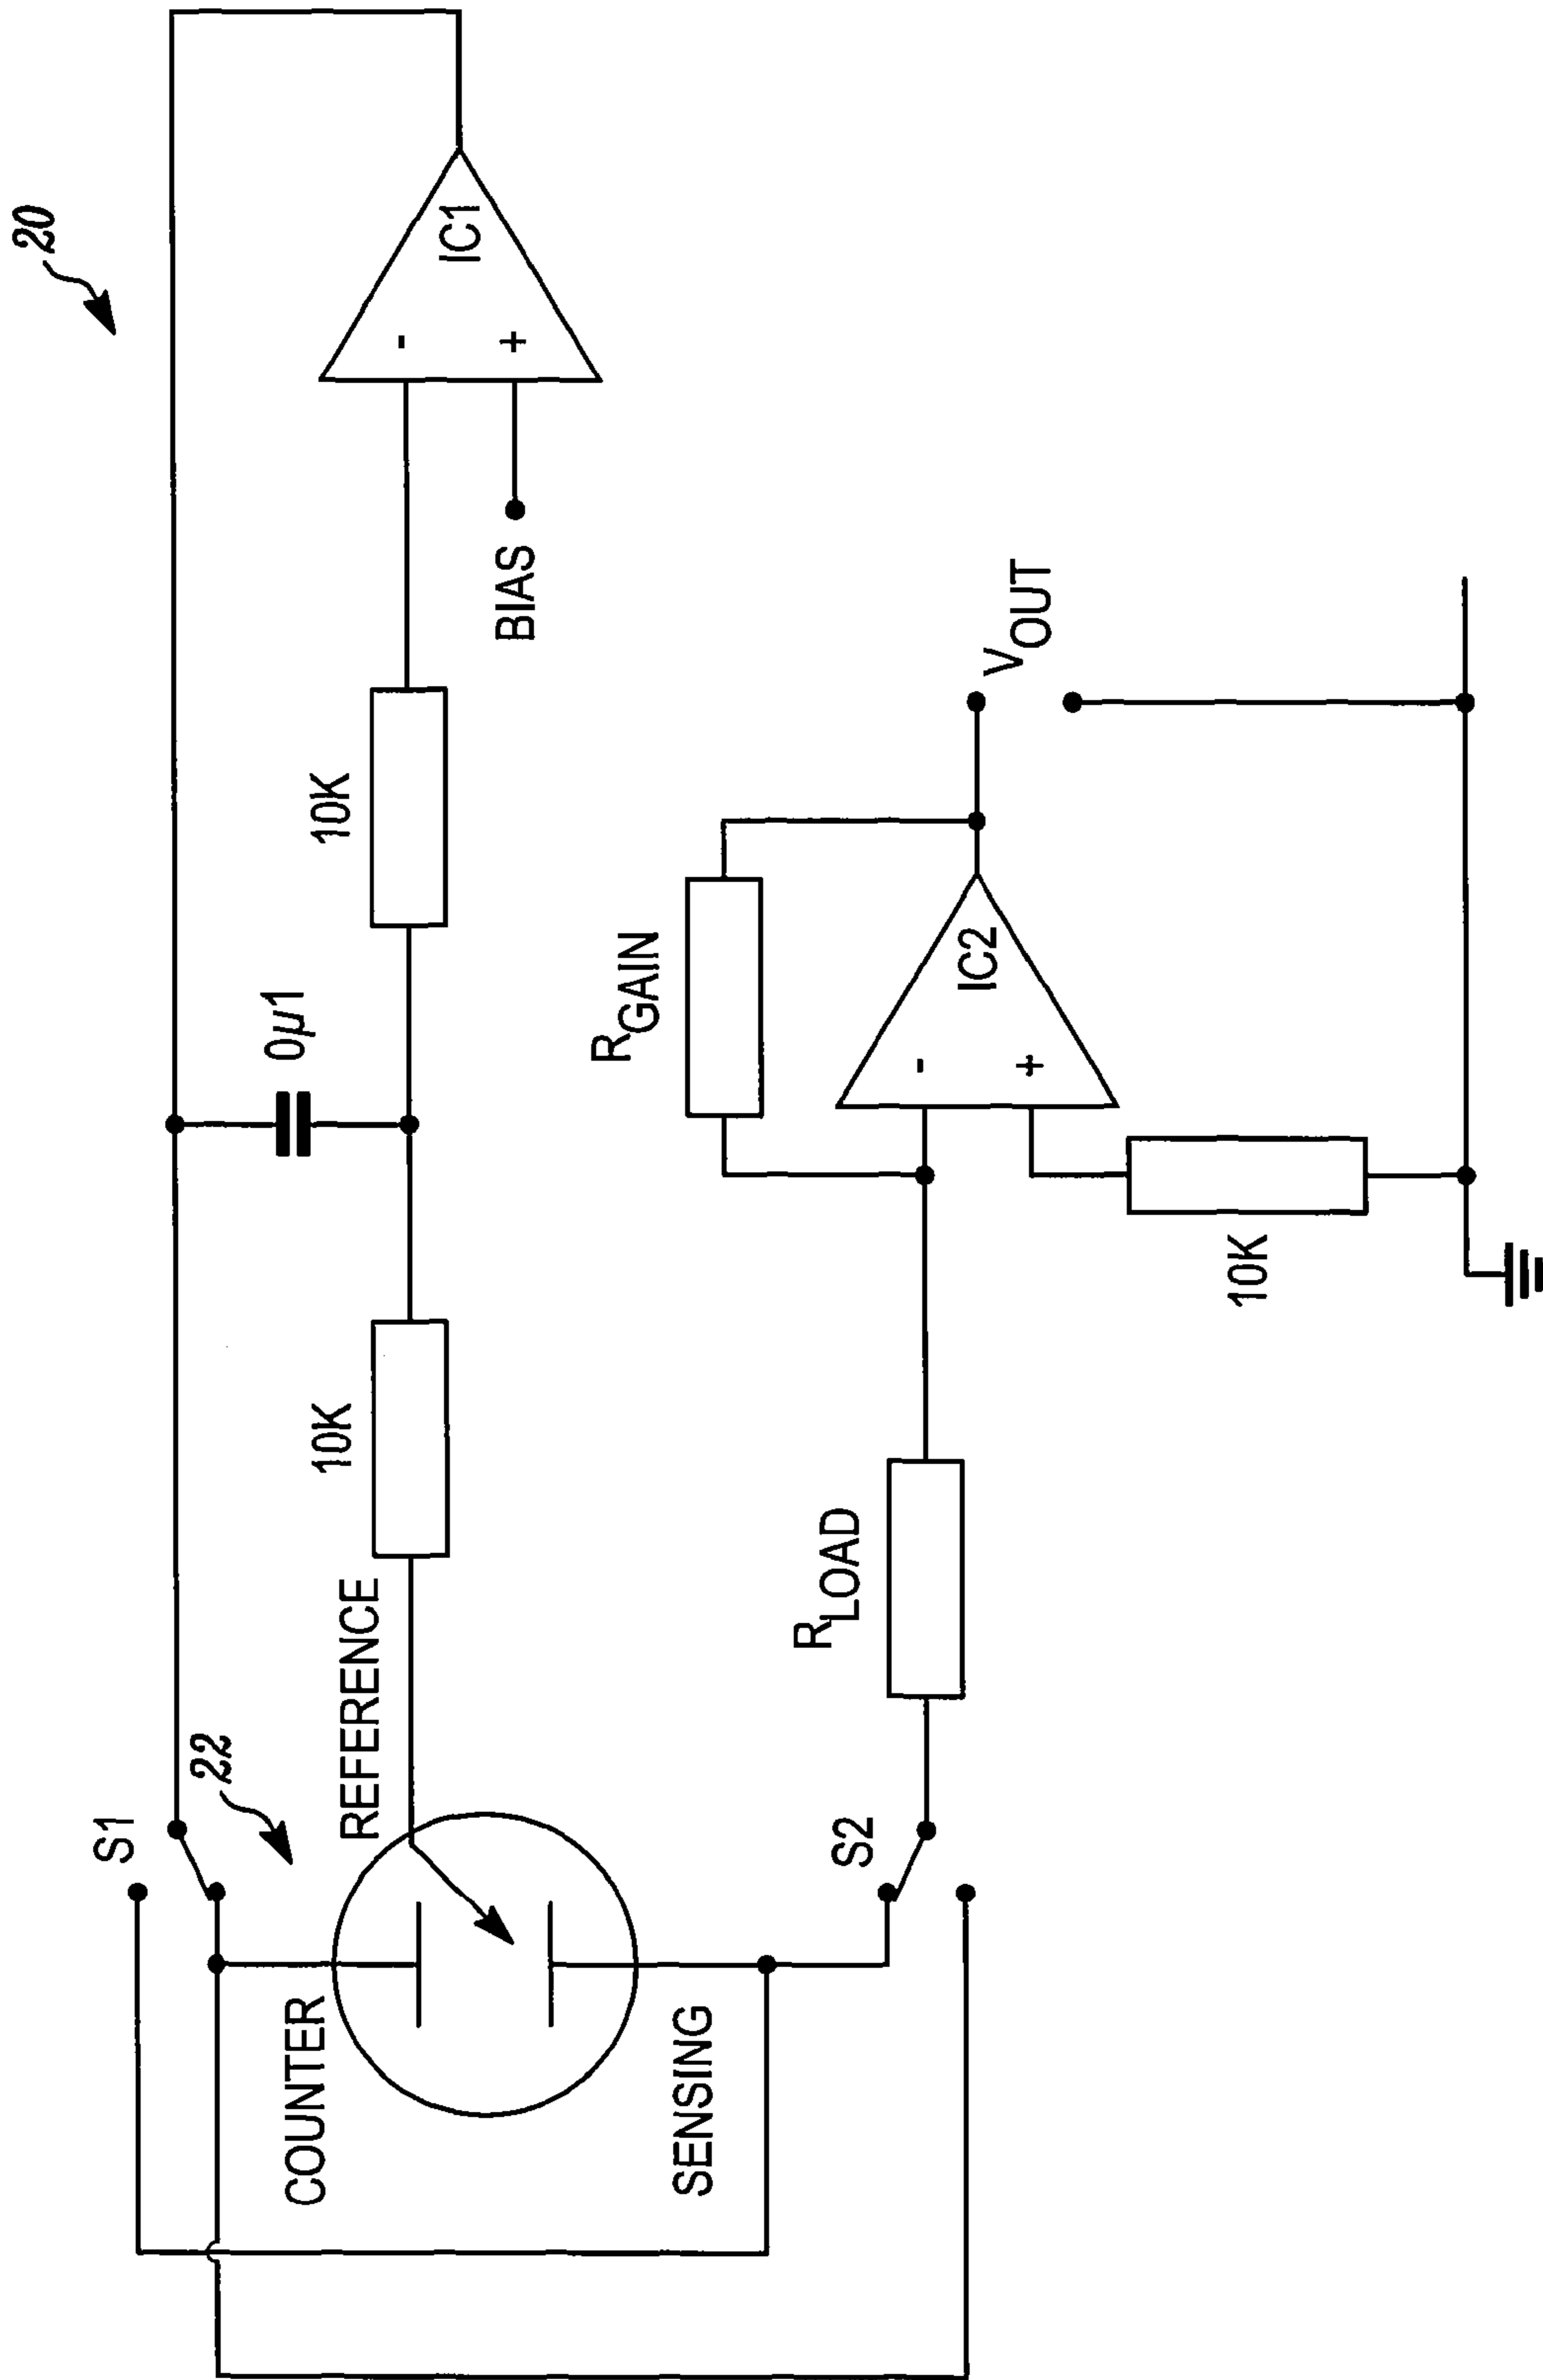 20
S1
22
COUNTER
REFERENCE
SENSING
10K
0µ1
10K
-
+
IC1
BIAS
S2
RLOAD
RGAIN
-
+
IC2
10K
VOUT